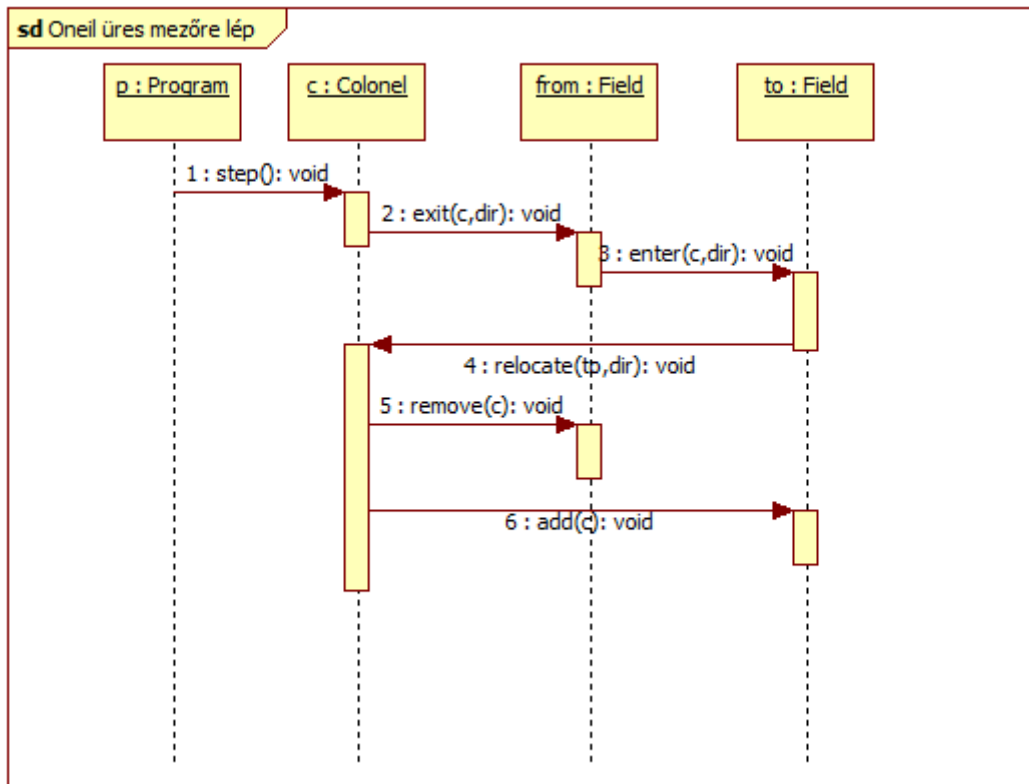 sd Oneil üres mezőre lép
p : Program
c : Colonel
from : Field
to : Field
1 : step(): void
2 : exit(c,dir): void
3 : enter(c,dir): void
4 : relocate(tp,dir): void
5 : remove(c): void
6 : add(c): void